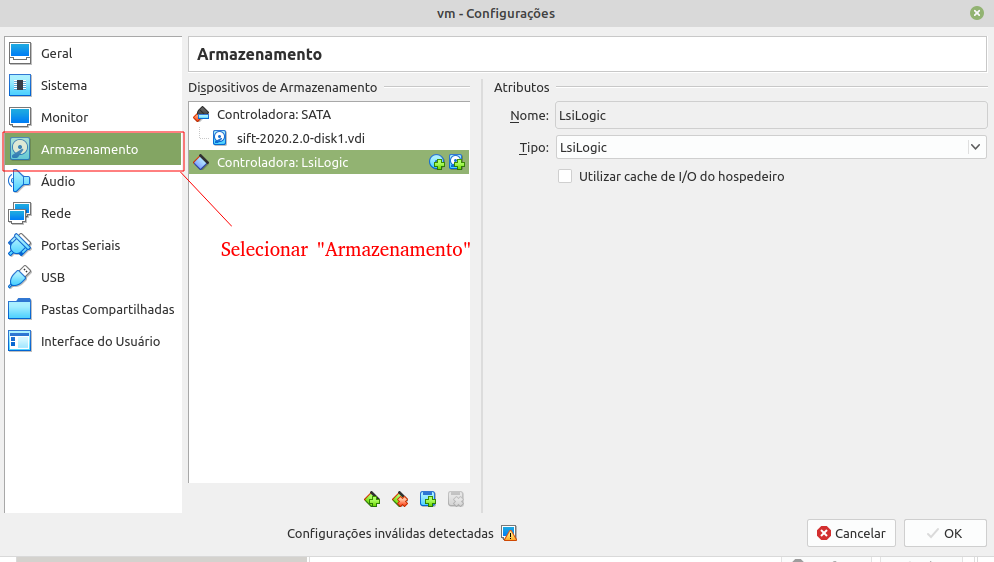 vm - Configurações
Geral
Sistema
Monitor
Armazenamento
Áudio
Rede
Portas Seriais
USB
Pastas Compartilhadas
Interface do Usuário
Armazenamento
Dispositivos de Armazenamento
Controladora: SATA
sift-2020.2.0-disk1.vdi
Controladora: LsiLogic
Selecionar "Armazenamento"
Atributos
Nome: LsiLogic
Tipo: LsiLogic
Utilizar cache de I/O do hospedeiro
Configurações inválidas detectadas
Cancelar
OK